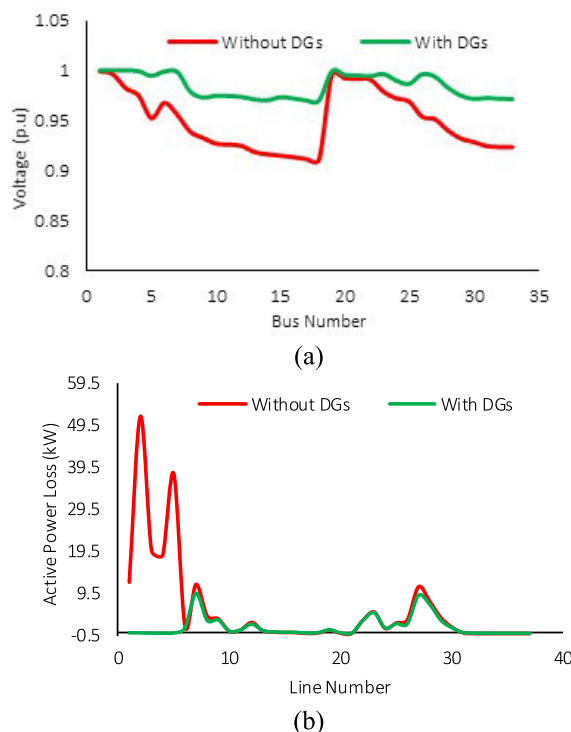 1.05
Without DGs
With DGs
1
0.95
0.9
0.85
0.8
Voltage (p.u)
0
5
10
15
20
25
30
35
Bus Number
(a)
59.5
Without DGs
With DGs
49.5
39.5
29.5
19.5
9.5
-0.5
Active Power Loss (kW)
0
10
20
30
40
Line Number
(b)